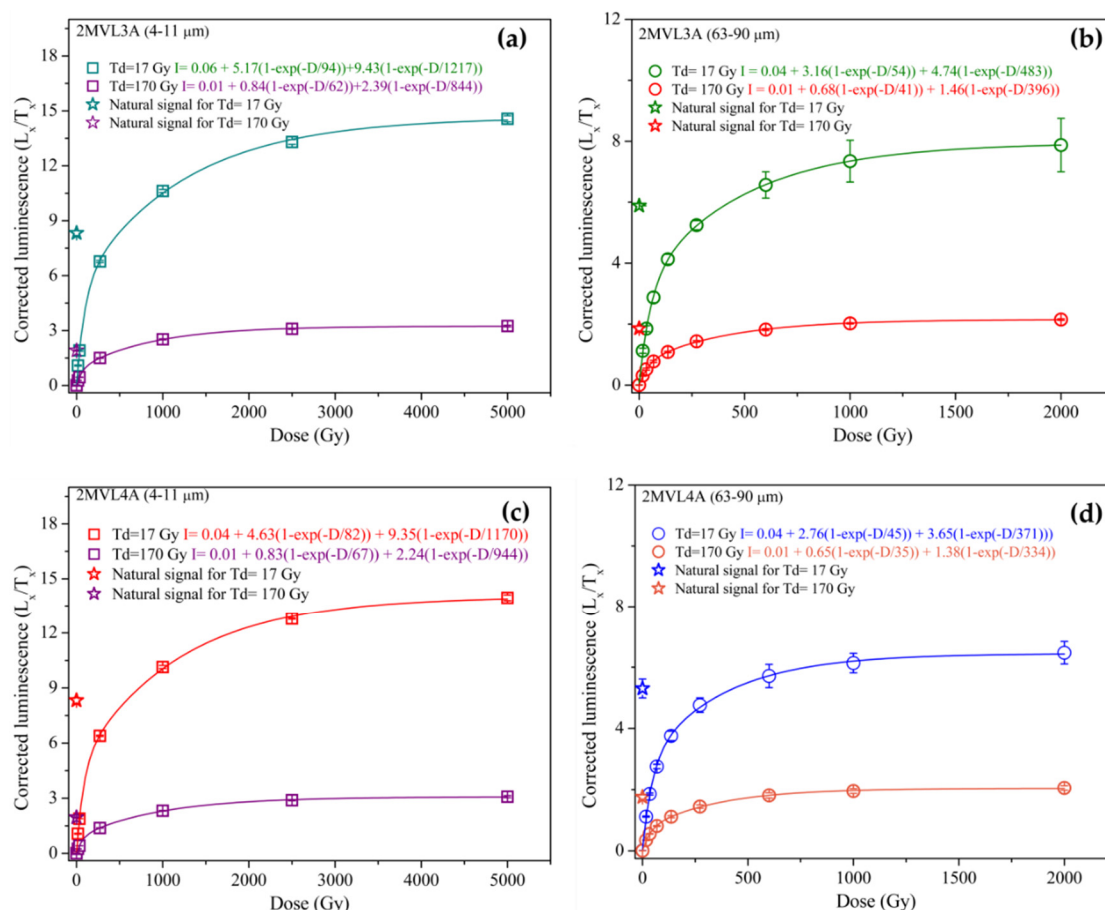 2MVL3A (4-11 μm)
(a)
Td=17 Gy I= 0.06 + 5.17(1-exp(-D/94))+9.43(1-exp(-D/1217))
Td=170 Gy I= 0.01 + 0.84(1-exp(-D/62))+2.39(1-exp(-D/844))
Natural signal for Td= 17 Gy
Natural signal for Td= 170 Gy
Corrected luminescence (Lx/Tx)
18
15
12
9
6
3
0
0 1000 2000 3000 4000 5000
Dose (Gy)
2MVL3A (63-90 μm)
(b)
Td= 17 Gy I = 0.04 + 3.16(1-exp(-D/54)) + 4.74(1-exp(-D/483))
Td= 170 Gy I = 0.01 + 0.68(1-exp(-D/41)) + 1.46(1-exp(-D/396))
Natural signal for Td= 17 Gy
Natural signal for Td= 170 Gy
Corrected luminescence (Lx/Tx)
12
8
4
0
0 500 1000 1500 2000
Dose (Gy)
2MVL4A (4-11 μm)
(c)
Td=17 Gy I= 0.04 + 4.63(1-exp(-D/82)) + 9.35(1-exp(-D/1170))
Td=170 Gy I= 0.01 + 0.83(1-exp(-D/67)) + 2.24(1-exp(-D/944))
Natural signal for Td= 17 Gy
Natural signal for Td= 170 Gy
Corrected luminescence (Lx/Tx)
18
15
12
9
6
3
0
0 1000 2000 3000 4000 5000
Dose (Gy)
2MVL4A (63-90 μm)
(d)
Td=17 Gy I= 0.04 + 2.76(1-exp(-D/45)) + 3.65(1-exp(-D/371)))
Td=170 Gy I= 0.01 + 0.65(1-exp(-D/35)) + 1.38(1-exp(-D/334))
Natural signal for Td= 17 Gy
Natural signal for Td= 170 Gy
Corrected luminescence (Lx/Tx)
12
8
4
0
0 500 1000 1500 2000
Dose (Gy)